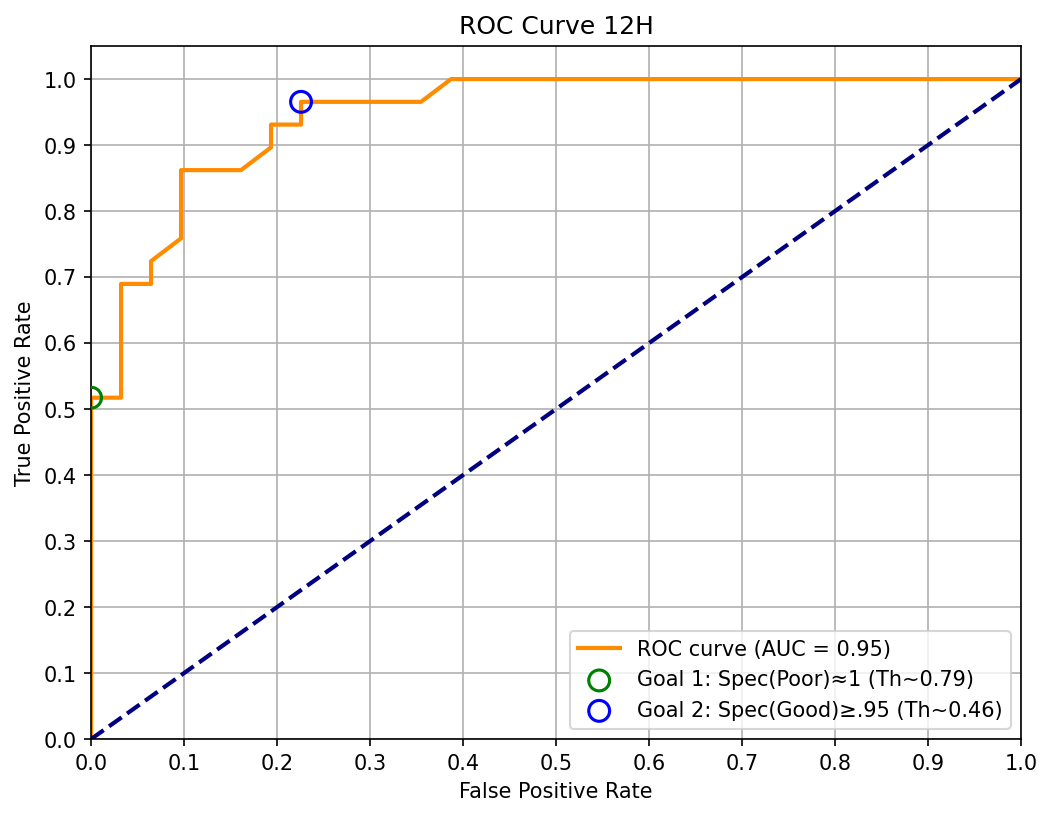 ROC Curve 12H
True Positive Rate
1.0
0.9
0.8
0.7
0.6
0.5
0.4
0.3
0.2
0.1
0.0
ROC curve (AUC = 0.95)
Goal 1: Spec(Poor)≈1 (Th~0.79)
Goal 2: Spec(Good)≥.95 (Th~0.46)
0.0 0.1 0.2 0.3 0.4 0.5 0.6 0.7 0.8 0.9 1.0
False Positive Rate